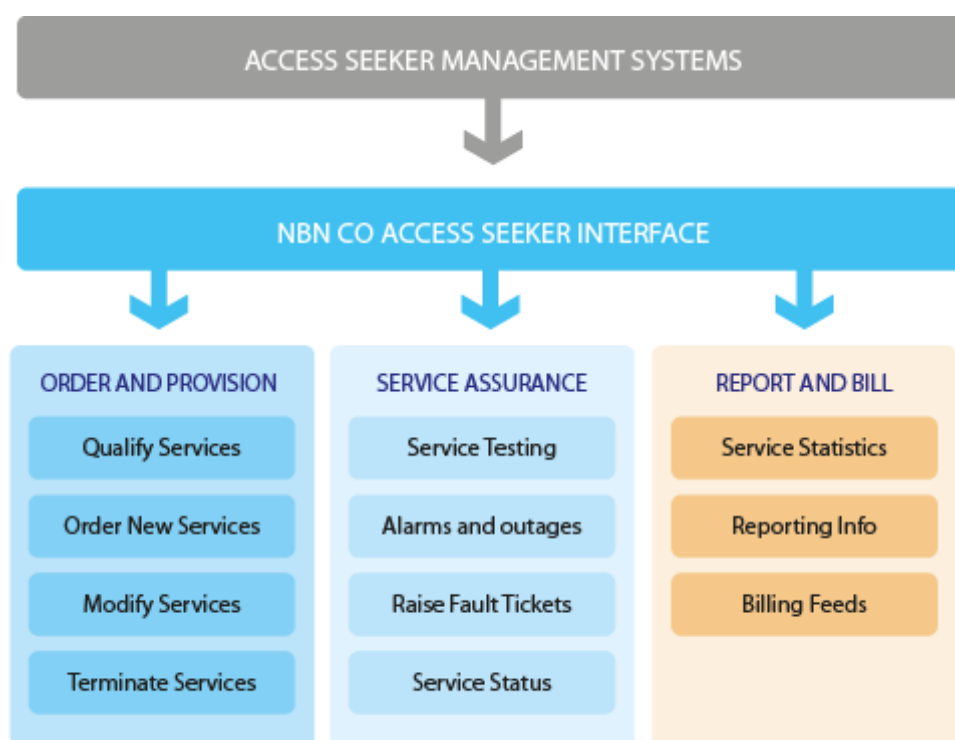 ACCESS SEEKER MANAGEMENT SYSTEMS
NBN CO ACCESS SEEKER INTERFACE
ORDER AND PROVISION
Qualify Services
Order New Services
Modify Services
Terminate Services
SERVICE ASSURANCE
Service Testing
Alarms and outages
Raise Fault Tickets
Service Status
REPORT AND BILL
Service Statistics
Reporting Info
Billing Feeds